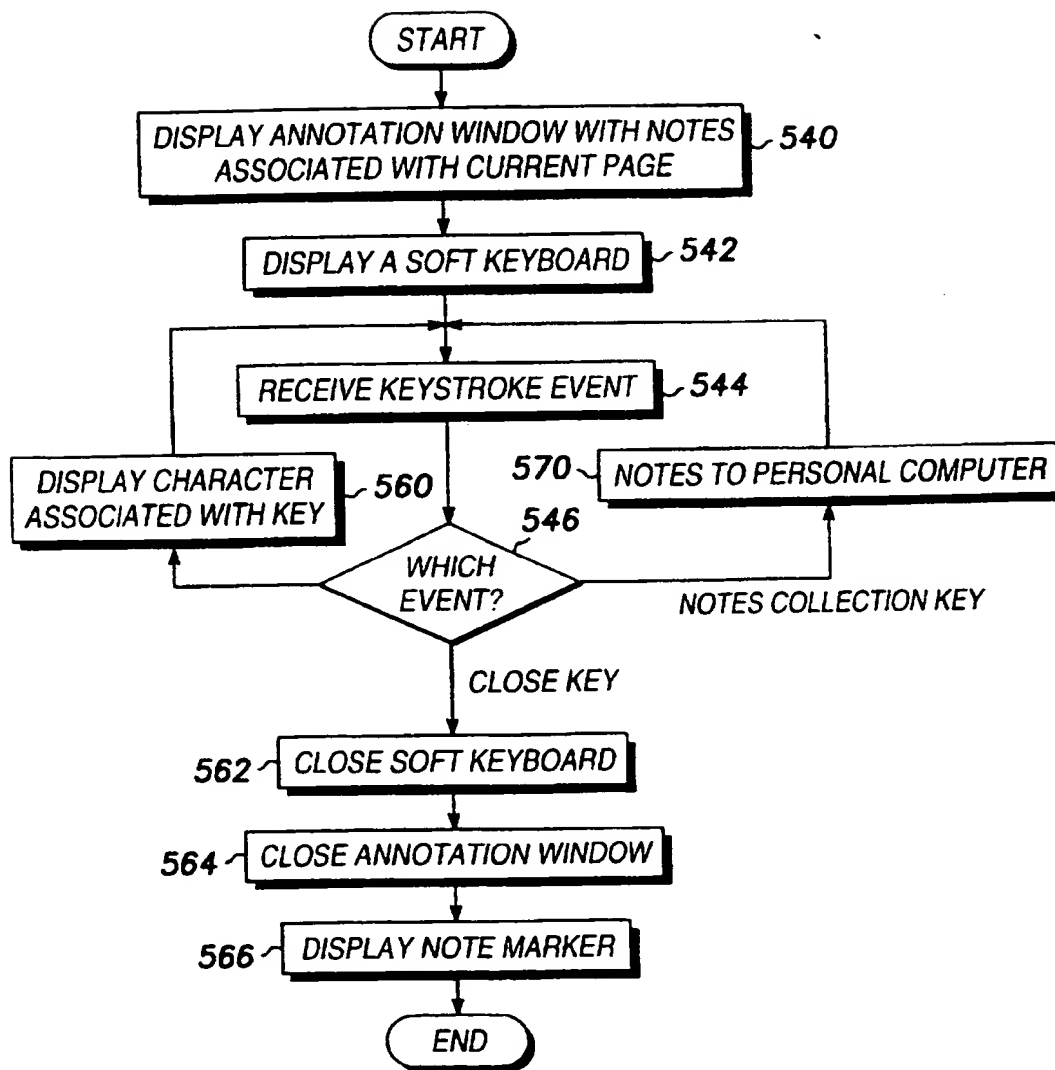 START
DISPLAY ANNOTATION WINDOW WITH NOTES
ASSOCIATED WITH CURRENT PAGE
540
DISPLAY A SOFT KEYBOARD
542
RECEIVE KEYSTROKE EVENT
544
DISPLAY CHARACTER
ASSOCIATED WITH KEY
560
570
NOTES TO PERSONAL COMPUTER
546
WHICH
EVENT?
NOTES COLLECTION KEY
CLOSE KEY
562
CLOSE SOFT KEYBOARD
564
CLOSE ANNOTATION WINDOW
566
DISPLAY NOTE MARKER
END